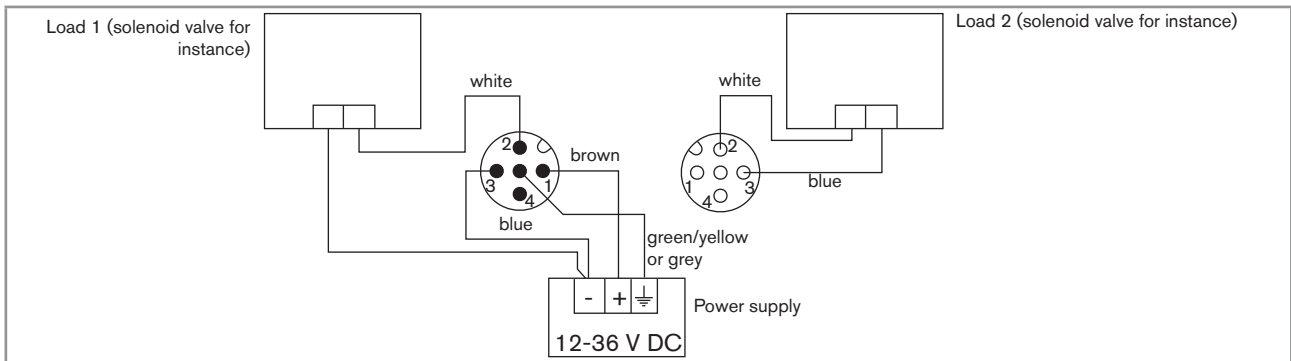 Load 1 (solenoid valve for
instance)
Load 2 (solenoid valve for instance)
white
white
2
2
brown
3
1
1
3
blue
4
4
blue
green/yellow
or grey
- +
Power supply
12-36 V DC